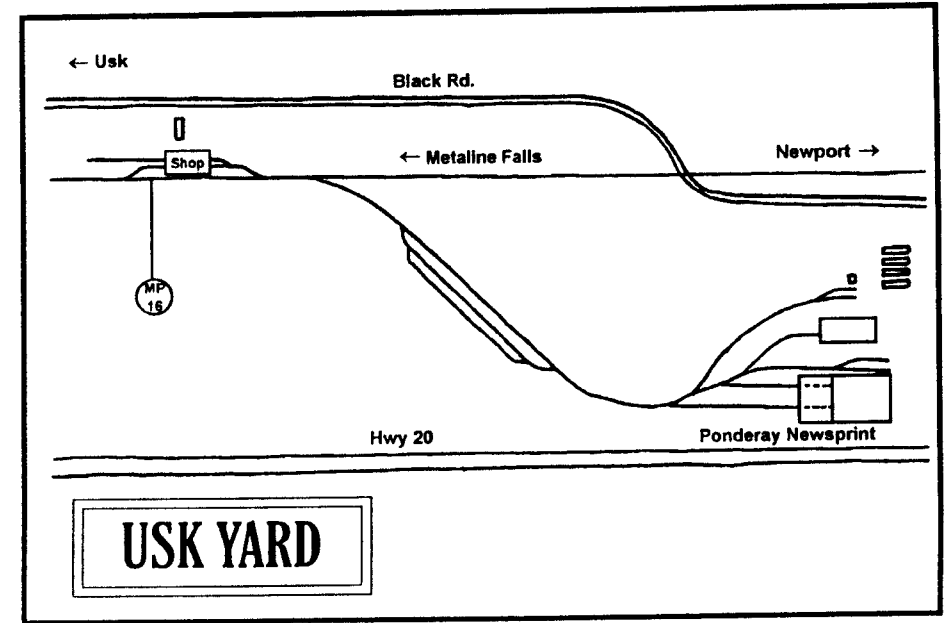 ← Usk
Black Rd.
← Metaline Falls
Newport →
Shop
MP
16
Hwy 20
Ponderay Newsprint
USK YARD